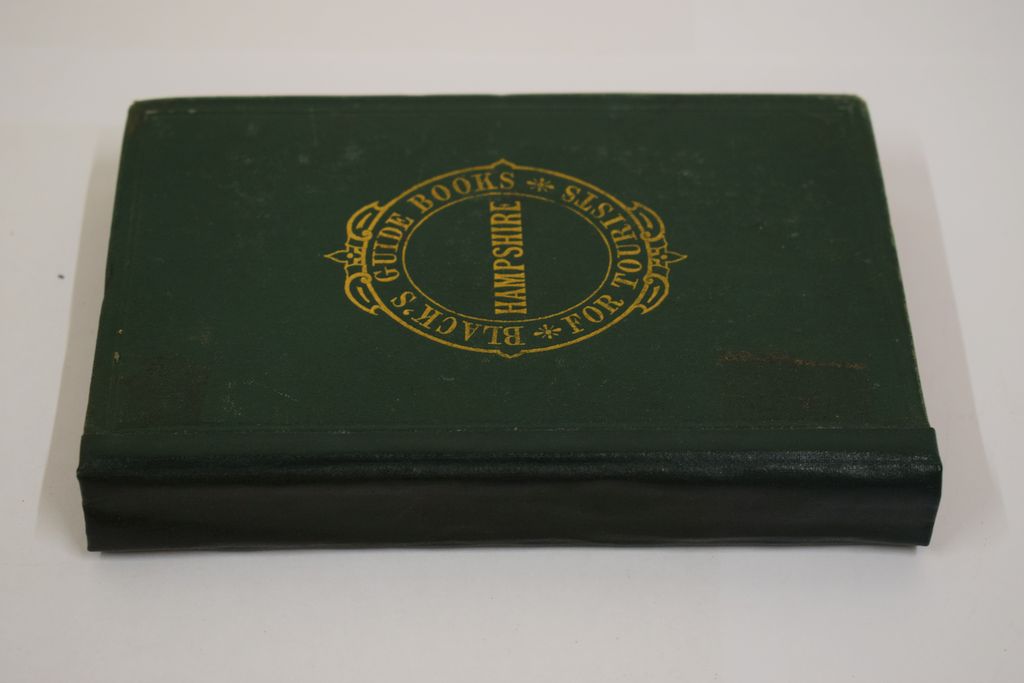 BLACK'S GUIDE BOOKS * FOR TOURISTS *
HAMPSHIRE